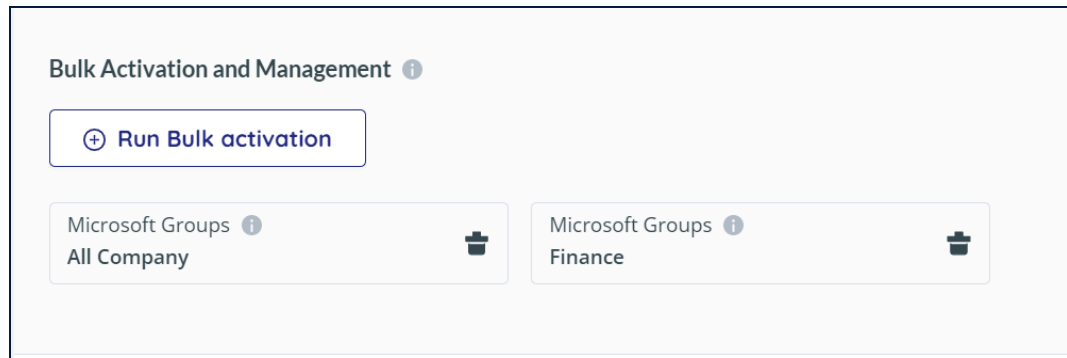 Bulk Activation and Management
Run Bulk activation
Microsoft Groups
All Company
Microsoft Groups
Finance